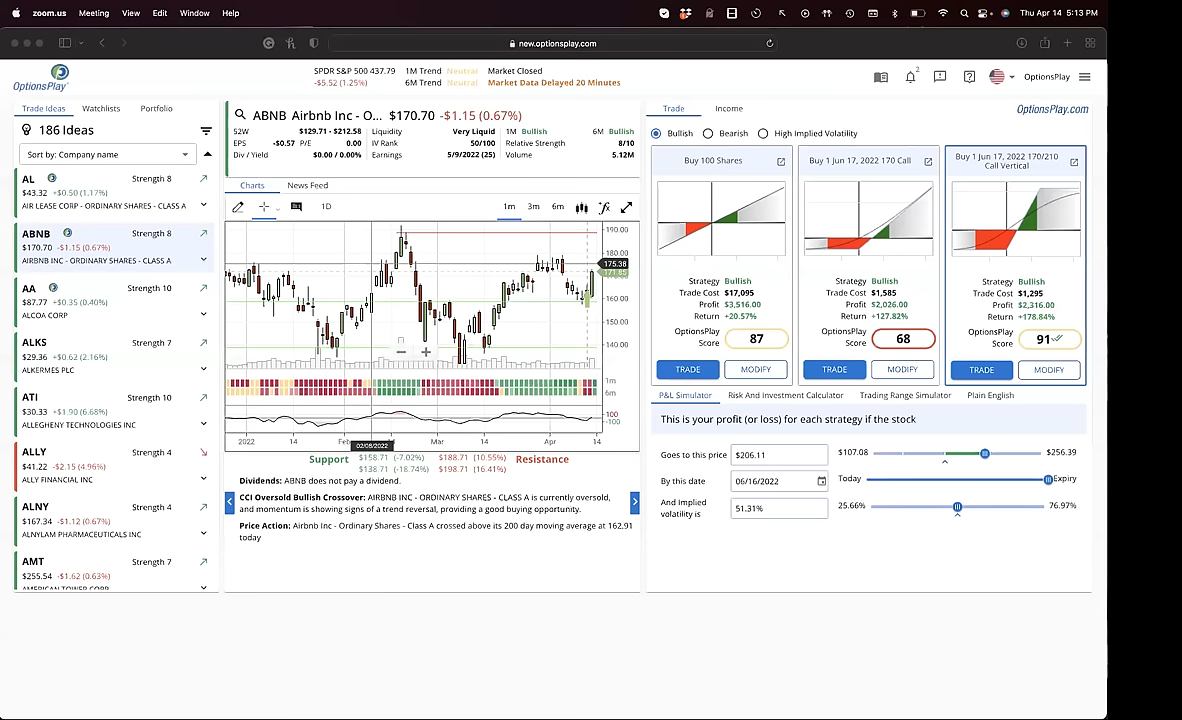 zoom.us Meeting View Edit Window Help
Thu Apr 14 5:13 PM
new.optionsplay.com
OptionsPlay
SPDR S&P 500 437.79 1M Trend Neutral Market Closed
-$5.52 (1.25%) 6M Trend Neutral Market Data Delayed 20 Minutes
2
OptionsPlay
Trade Ideas Watchlists Portfolio
186 Ideas
Sort by: Company name
AL Strength 8
$43.32 +$0.50 (1.17%)
AIR LEASE CORP - ORDINARY SHARES - CLASS A
ABNB Strength 8
$170.70 -$1.15 (0.67%)
AIRBNB INC - ORDINARY SHARES - CLASS A
AA Strength 10
$87.77 +$0.35 (0.40%)
ALCOA CORP
ALKS Strength 7
$29.36 +$0.62 (2.16%)
ALKERMES PLC
ATI Strength 10
$30.33 +$1.90 (6.68%)
ALLEGHENY TECHNOLOGIES INC
ALLY Strength 4
$41.22 -$2.15 (4.96%)
ALLY FINANCIAL INC
ALNY Strength 4
$167.34 -$1.12 (0.67%)
ALNYLAM PHARMACEUTICALS INC
AMT Strength 7
$255.54 -$1.62 (0.63%)
AMERICAN TOWER CORP
ABNB Airbnb Inc - O... $170.70 -$1.15 (0.67%)
52W $129.71 - $212.58 Liquidity Very Liquid 1M Bullish 6M Bullish
EPS -$0.57 P/E 0.00 IV Rank 50/100 Relative Strength 8/10
Div / Yield $0.00 / 0.00% Earnings 5/9/2022 (25) Volume 5.12M
Charts News Feed
1D 1m 3m 6m fx
190.00
180.00
175.38
160.00
150.00
140.00
1m
6m
100
-100
2022 14 Mar 14 Apr 14
02/08/2022
Support $158.71 (-7.02%) $188.71 (10.55%) Resistance
$138.71 (-18.74%) $198.71 (16.41%)
Dividends: ABNB does not pay a dividend.
CCI Oversold Bullish Crossover: AIRBNB INC - ORDINARY SHARES - CLASS A is currently oversold,
and momentum is showing signs of a trend reversal, providing a good buying opportunity.
Price Action: Airbnb Inc - Ordinary Shares - Class A crossed above its 200 day moving average at 162.91
today
Trade Income
OptionsPlay.com
Bullish Bearish High Implied Volatility
Buy 100 Shares
Strategy Bullish
Trade Cost $17,095
Profit $3,516.00
Return +20.57%
OptionsPlay
Score 87
TRADE MODIFY
Buy 1 Jun 17, 2022 170 Call
Strategy Bullish
Trade Cost $1,585
Profit $2,026.00
Return +127.82%
OptionsPlay
Score 68
TRADE MODIFY
Buy 1 Jun 17, 2022 170/210
Call Vertical
Strategy Bullish
Trade Cost $1,295
Profit $2,316.00
Return +178.84%
OptionsPlay
Score 91
TRADE MODIFY
P&L Simulator Risk And Investment Calculator Trading Range Simulator Plain English
This is your profit (or loss) for each strategy if the stock
Goes to this price $206.11 $107.08 $256.39
By this date 06/16/2022 Today Expiry
And Implied
volatility is 51.31% 25.66% 76.97%